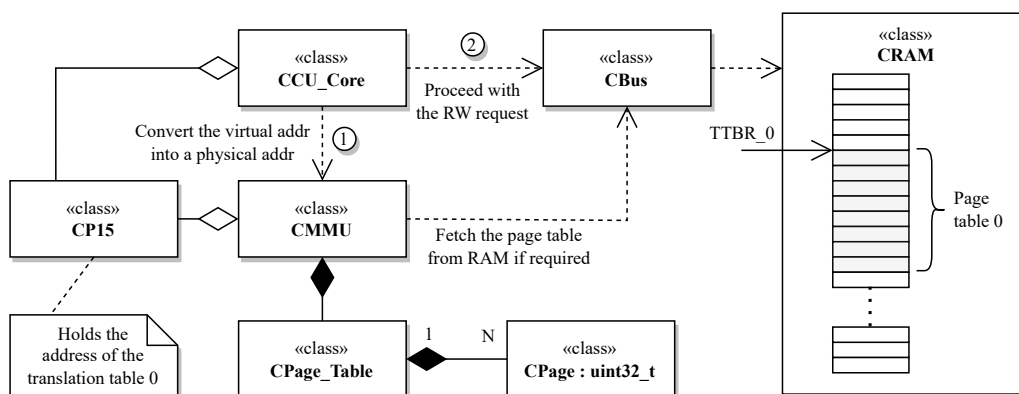 «class»
CCU_Core
2
Proceed with
the RW request
«class»
CBus
«class»
CRAM
TTBR_0
Page
table 0
Convert the virtual addr
into a physical addr
1
«class»
CP15
«class»
CMMU
Fetch the page table
from RAM if required
Holds the
address of the
translation table 0
«class»
CPage_Table
1
N
«class»
CPage : uint32_t